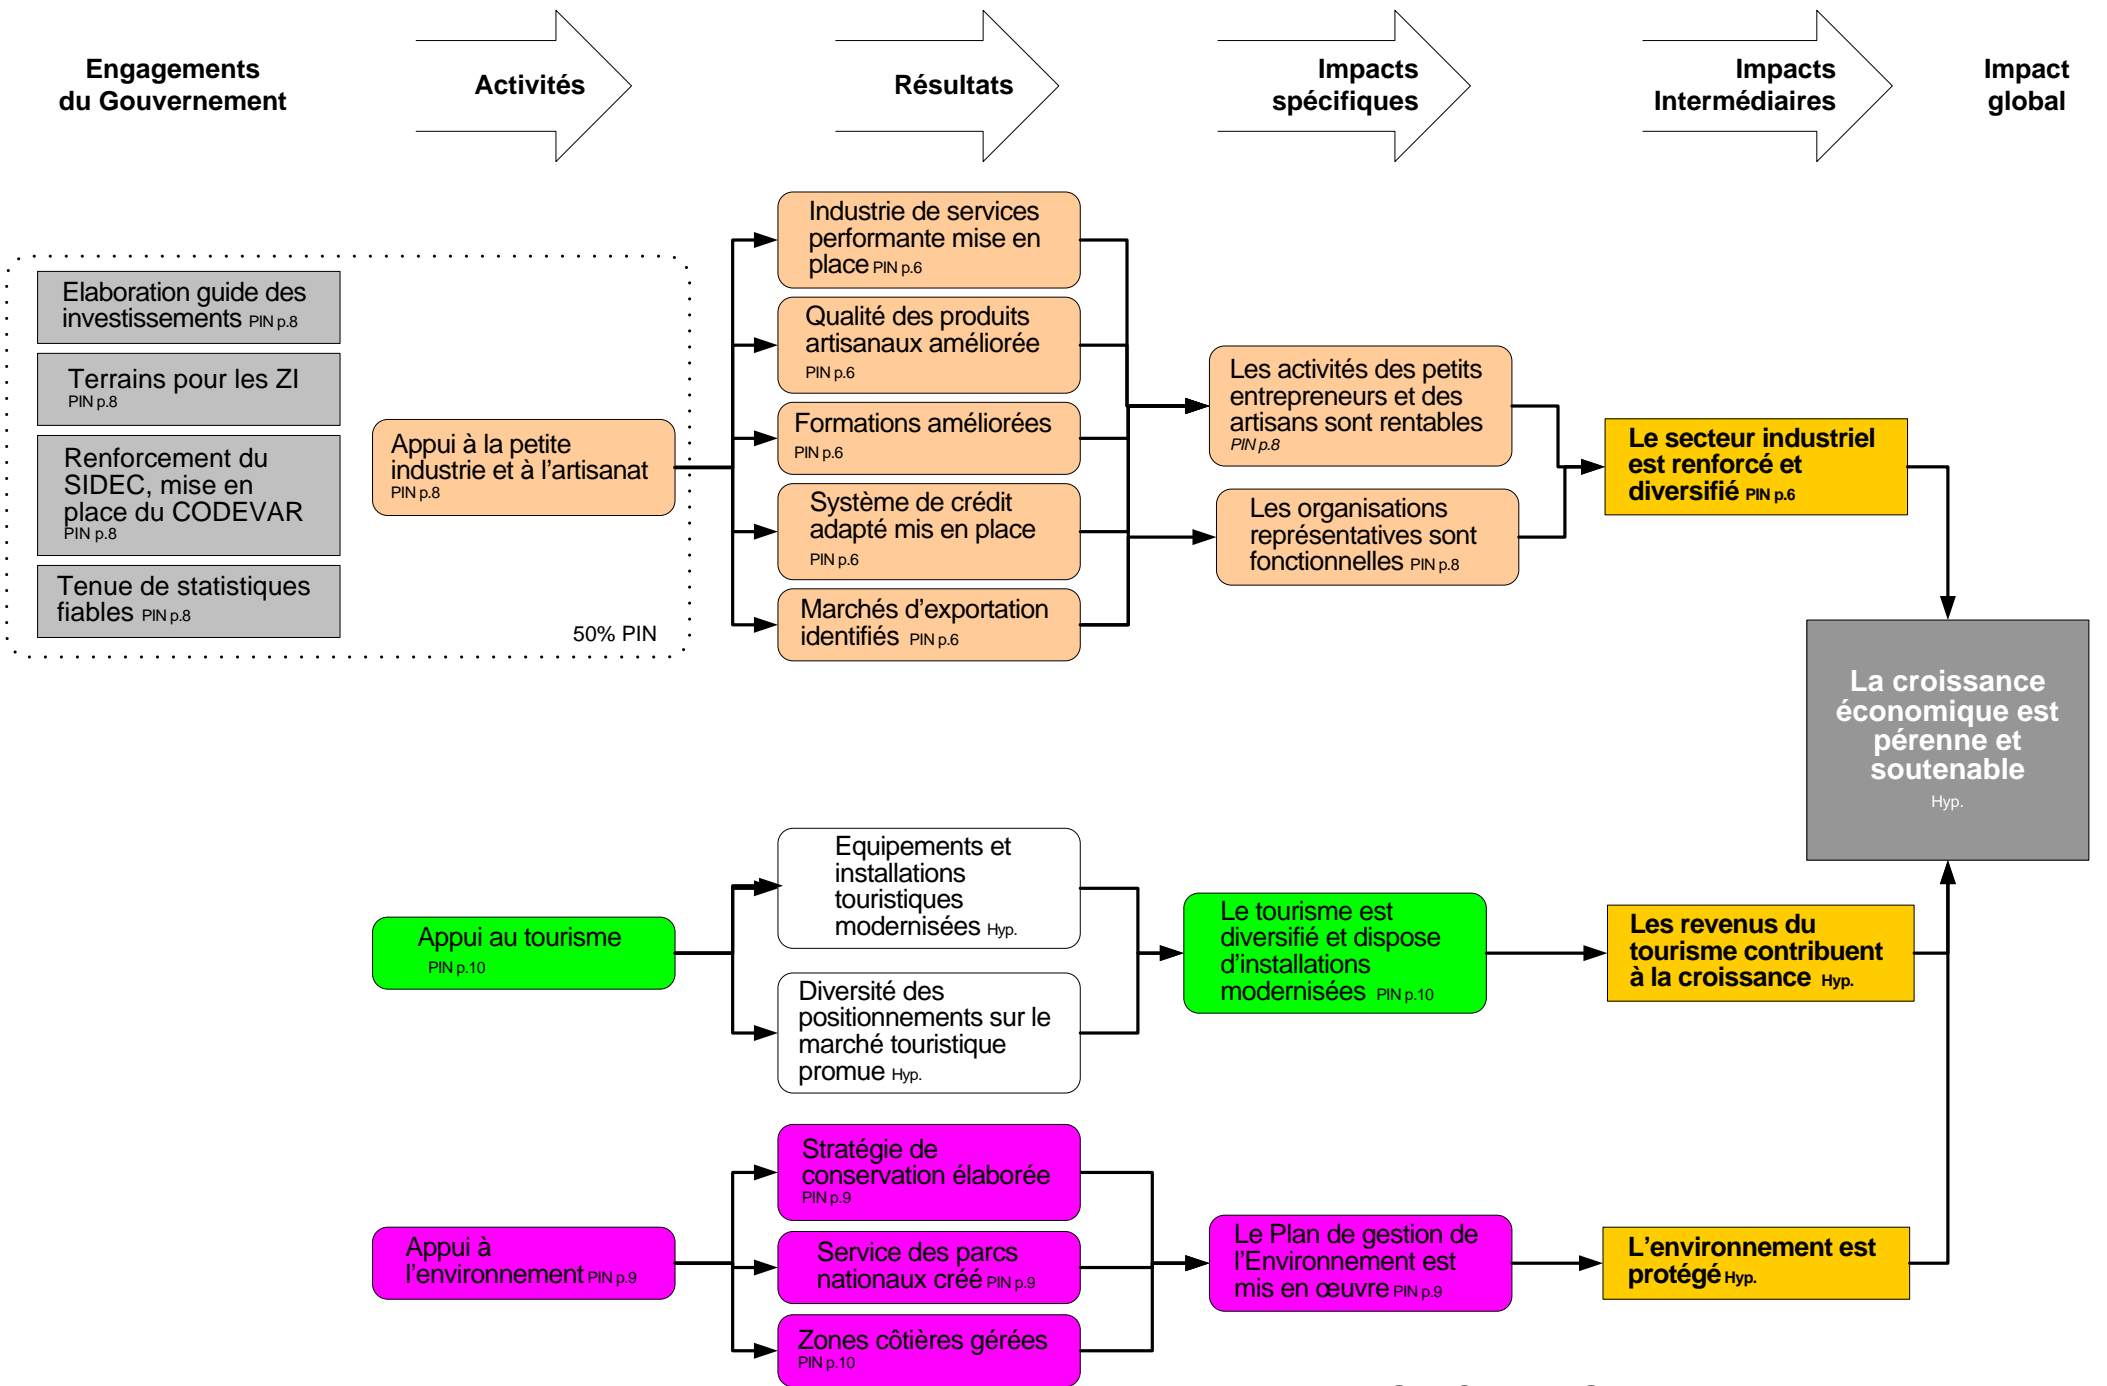 Engagements
du Gouvernement
Activités
Résultats
Impacts
spécifiques
Impacts
Intermédiaires
Impact
global
Elaboration guide des
investissements PIN p.8
Terrains pour les ZI
PIN p.8
Renforcement du
SIDEC, mise en
place du CODEVAR
PIN p.8
Tenue de statistiques
fiables PIN p.8
50% PIN
Appui à la petite
industrie et à l’artisanat
PIN p.8
Industrie de services
performante mise en
place PIN p.6
Qualité des produits
artisanaux améliorée
PIN p.6
Formations améliorées
PIN p.6
Système de crédit
adapté mis en place
PIN p.6
Marchés d’exportation
identifiés PIN p.6
Les activités des petits
entrepreneurs et des
artisans sont rentables
PIN p.8
Les organisations
représentatives sont
fonctionnelles PIN p.8
Le secteur industriel
est renforcé et
diversifié PIN p.6
La croissance
économique est
pérenne et
soutenable
Hyp.
Appui au tourisme
PIN p.10
Equipements et
installations
touristiques
modernisées Hyp.
Diversité des
positionnements sur le
marché touristique
promue Hyp.
Le tourisme est
diversifié et dispose
d’installations
modernisées PIN p.10
Les revenus du
tourisme contribuent
à la croissance Hyp.
Appui à
l’environnement PIN p.9
Stratégie de
conservation élaborée
PIN p.9
Service des parcs
nationaux créé PIN p.9
Zones côtières gérées
PIN p.10
Le Plan de gestion de
l’Environnement est
mis en œuvre PIN p.9
L’environnement est
protégé Hyp.